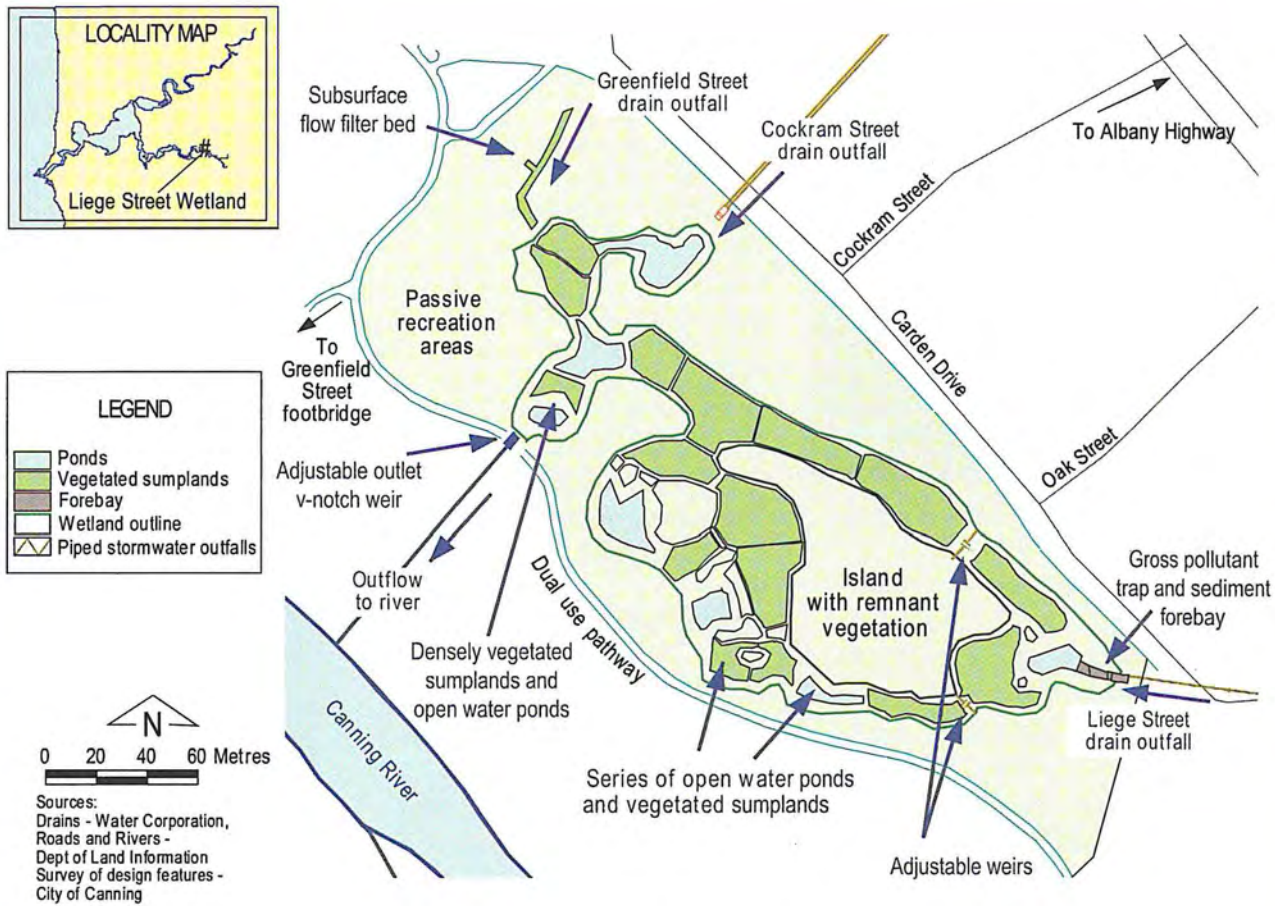 LOCALITY MAP
Liege Street Wetland
Subsurface
flow filter bed
Greenfield Street
drain outfall
Cockram Street
drain outfall
To Albany Highway
Cockram Street
Carden Drive
Oak Street
Passive
recreation
areas
To
Greenfield
Street
footbridge
LEGEND
Ponds
Vegetated sumplands
Forebay
Wetland outline
Piped stormwater outfalls
Adjustable outlet
v-notch weir
Outflow
to river
Dual use pathway
Densely vegetated
sumplands and
open water ponds
Island
with remnant
vegetation
Gross pollutant
trap and sediment
forebay
Liege Street
drain outfall
Series of open water ponds
and vegetated sumplands
Adjustable weirs
Canning River
N
0 20 40 60 Metres
Sources:
Drains - Water Corporation,
Roads and Rivers -
Dept of Land Information
Survey of design features -
City of Canning